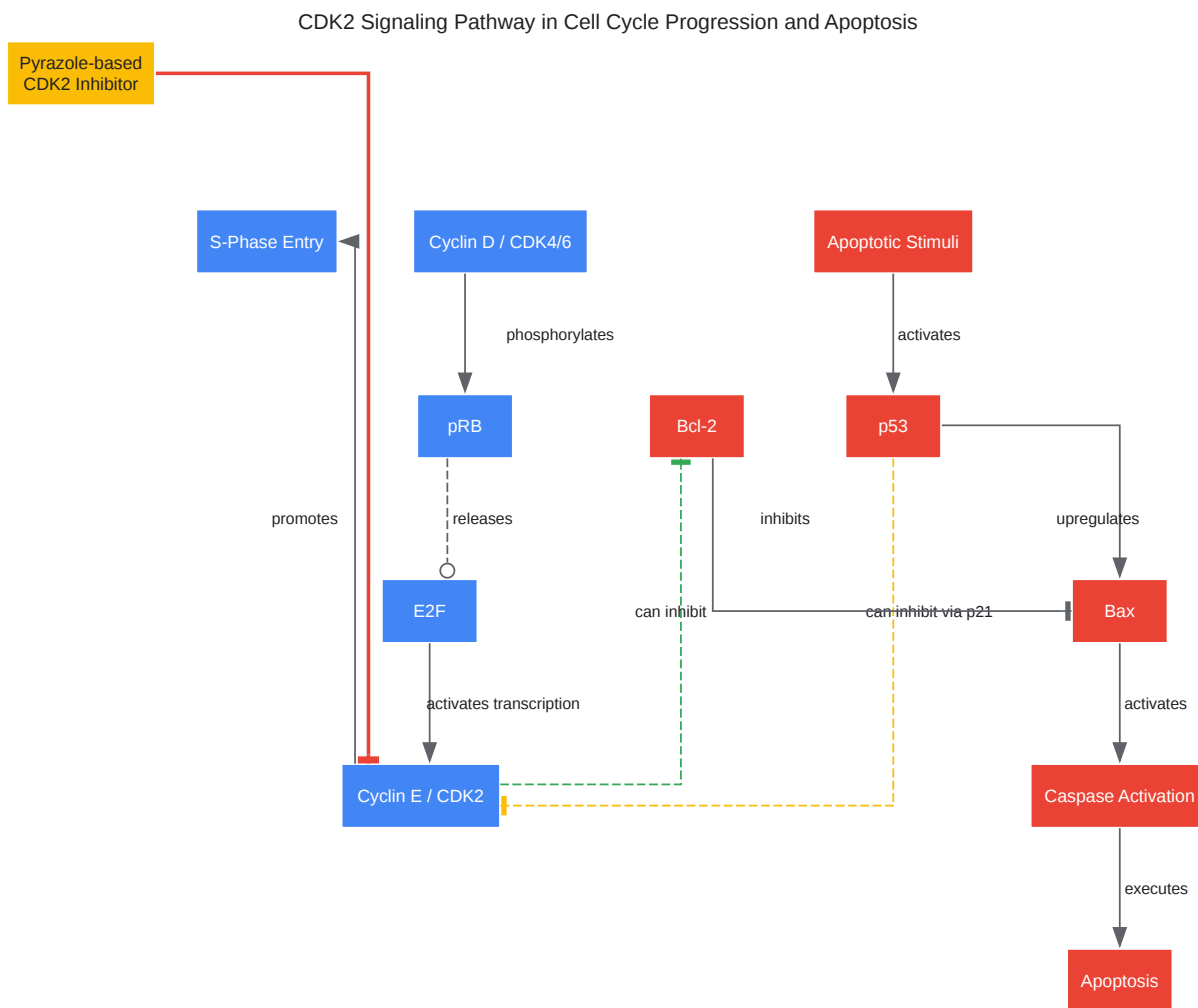 CDK2 Signaling Pathway in Cell Cycle Progression and Apoptosis
Pyrazole-based
CDK2 Inhibitor
S-Phase Entry
Cyclin D / CDK4/6
Apoptotic Stimuli
phosphorylates
activates
pRB
Bcl-2
p53
promotes
releases
inhibits
upregulates
E2F
can inhibit
can inhibit via p21
Bax
activates transcription
activates
Cyclin E / CDK2
Caspase Activation
executes
Apoptosis